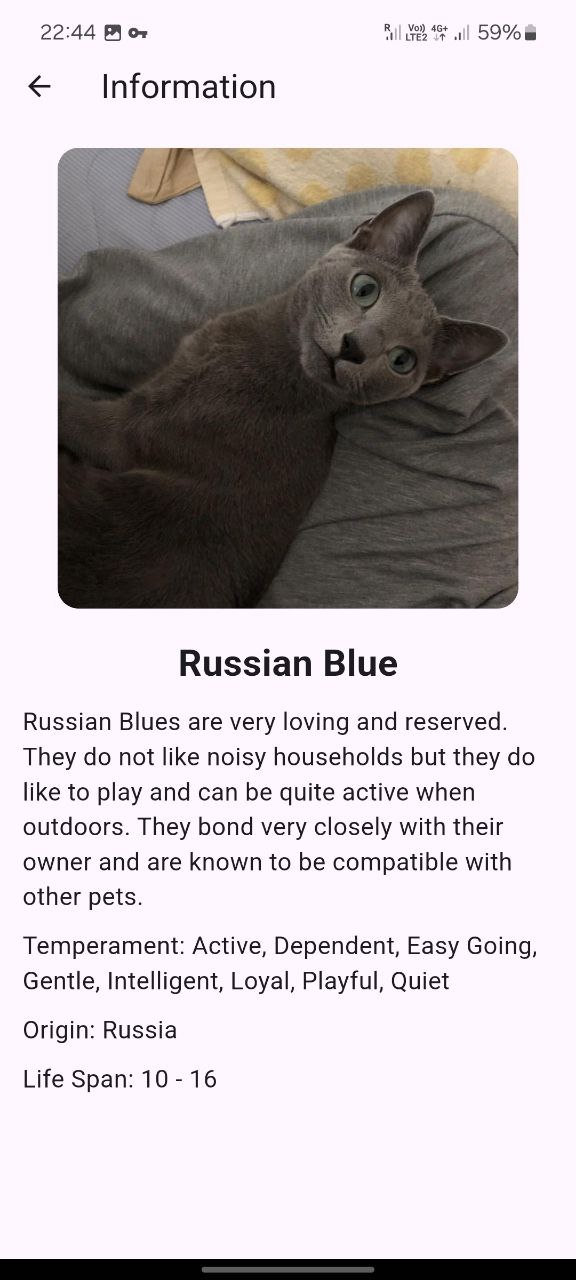 22:44 R Vo)) LTE2 4G+ 59%
Information
Russian Blue
Russian Blues are very loving and reserved.
They do not like noisy households but they do
like to play and can be quite active when
outdoors. They bond very closely with their
owner and are known to be compatible with
other pets.
Temperament: Active, Dependent, Easy Going,
Gentle, Intelligent, Loyal, Playful, Quiet
Origin: Russia
Life Span: 10 - 16